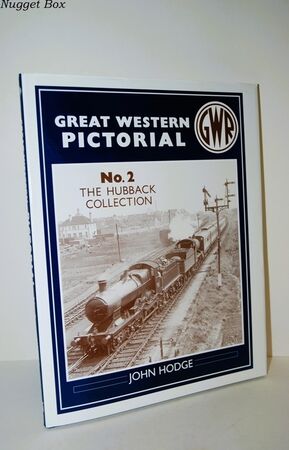 Nugget Box
GREAT WESTERN
PICTORIAL
GWR
No. 2
THE HUBBACK
COLLECTION
JOHN HODGE